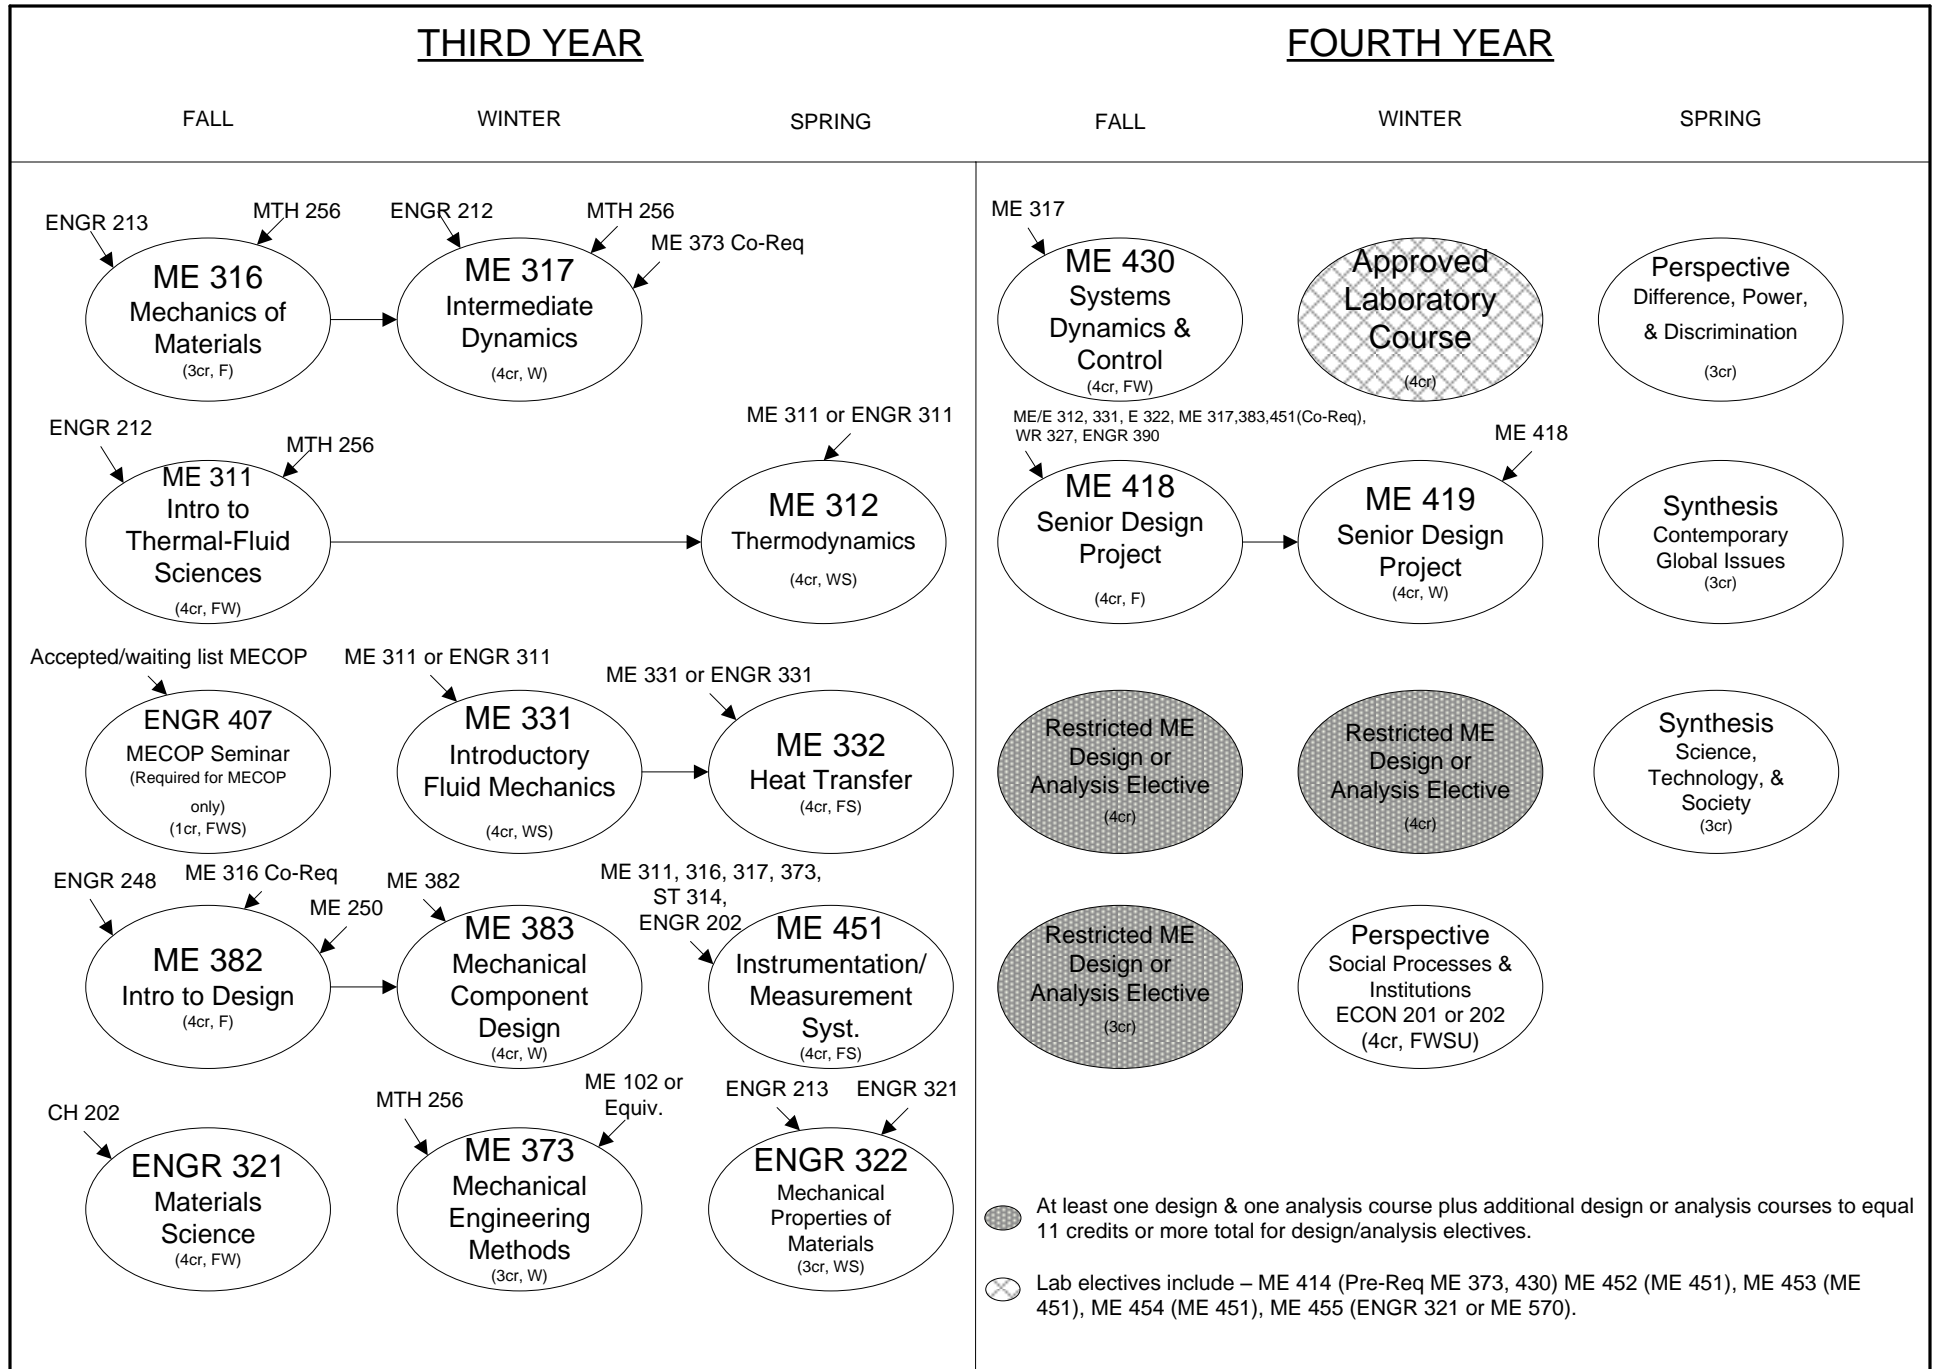 THIRD YEAR
FOURTH YEAR
FALL
WINTER
SPRING
FALL
WINTER
SPRING
ENGR 213
MTH 256
ME 316
Mechanics of
Materials
(3cr, F)
ENGR 212
MTH 256
ME 373 Co-Req
ME 317
Intermediate
Dynamics
(4cr, W)
ENGR 212
MTH 256
ME 311
Intro to
Thermal-Fluid
Sciences
(4cr, FW)
ME 311 or ENGR 311
ME 312
Thermodynamics
(4cr, WS)
Accepted/waiting list MECOP
ENGR 407
MECOP Seminar
(Required for MECOP
only)
(1cr, FWS)
ME 311 or ENGR 311
ME 331
Introductory
Fluid Mechanics
(4cr, WS)
ME 331 or ENGR 331
ME 332
Heat Transfer
(4cr, FS)
ENGR 248
ME 316 Co-Req
ME 250
ME 382
Intro to Design
(4cr, F)
ME 382
ME 383
Mechanical
Component
Design
(4cr, W)
ME 311, 316, 317, 373,
ST 314,
ENGR 202
ME 451
Instrumentation/
Measurement
Syst.
(4cr, FS)
CH 202
ENGR 321
Materials
Science
(4cr, FW)
MTH 256
ME 102 or
Equiv.
ME 373
Mechanical
Engineering
Methods
(3cr, W)
ENGR 213
ENGR 321
ENGR 322
Mechanical
Properties of
Materials
(3cr, WS)
ME 317
ME 430
Systems
Dynamics &
Control
(4cr, FW)
Approved
Laboratory
Course
(4cr)
Perspective
Difference, Power,
& Discrimination
(3cr)
ME/E 312, 331, E 322, ME 317,383,451(Co-Req),
WR 327, ENGR 390
ME 418
Senior Design
Project
(4cr, F)
ME 418
ME 419
Senior Design
Project
(4cr, W)
Synthesis
Contemporary
Global Issues
(3cr)
Restricted ME
Design or
Analysis Elective
(4cr)
Restricted ME
Design or
Analysis Elective
(4cr)
Synthesis
Science,
Technology, &
Society
(3cr)
Restricted ME
Design or
Analysis Elective
(3cr)
Perspective
Social Processes &
Institutions
ECON 201 or 202
(4cr, FWSU)
At least one design & one analysis course plus additional design or analysis courses to equal
11 credits or more total for design/analysis electives.
Lab electives include – ME 414 (Pre-Req ME 373, 430) ME 452 (ME 451), ME 453 (ME
451), ME 454 (ME 451), ME 455 (ENGR 321 or ME 570).